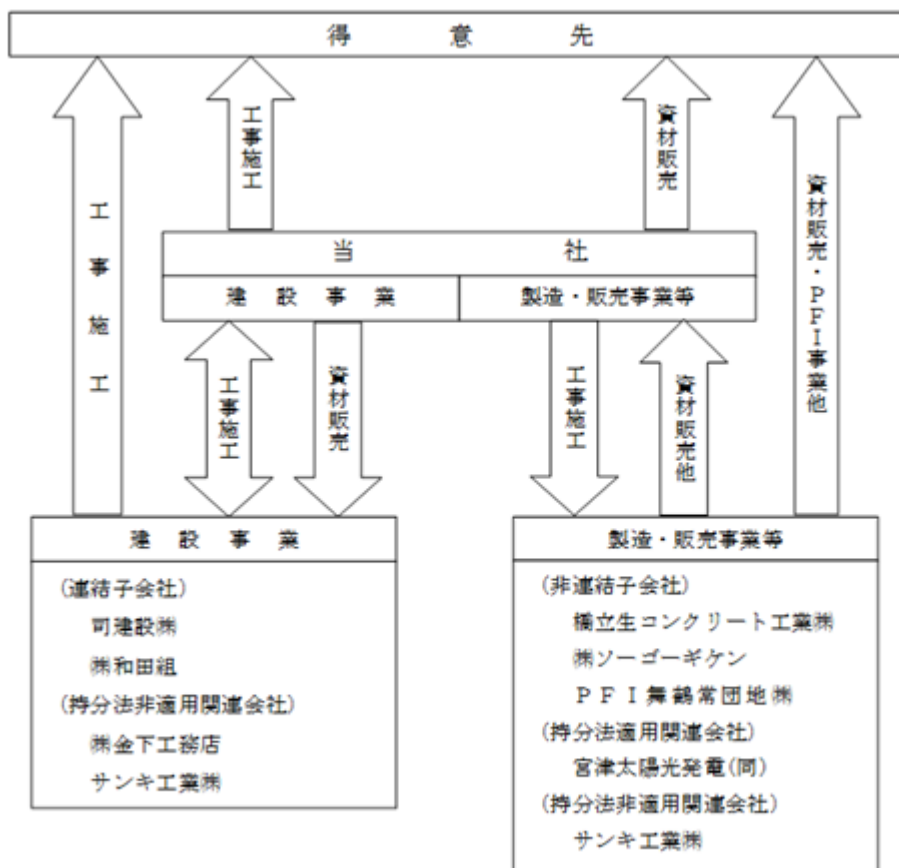 得意先
工事施工
工事施工
資材販売
資材販売・PFI事業他
当社
建設事業
製造・販売事業等
工事施工
資材販売
工事施工
資材販売他
建設事業
(連結子会社)
司建設㈱
㈱和田組
(持分法非適用関連会社)
㈱金下工務店
サンキ工業㈱
製造・販売事業等
(非連結子会社)
橋立生コンクリート工業㈱
㈱ソーゴーギケン
ＰＦＩ舞鶴常団地㈱
(持分法適用関連会社)
宮津太陽光発電(同)
(持分法非適用関連会社)
サンキ工業㈱